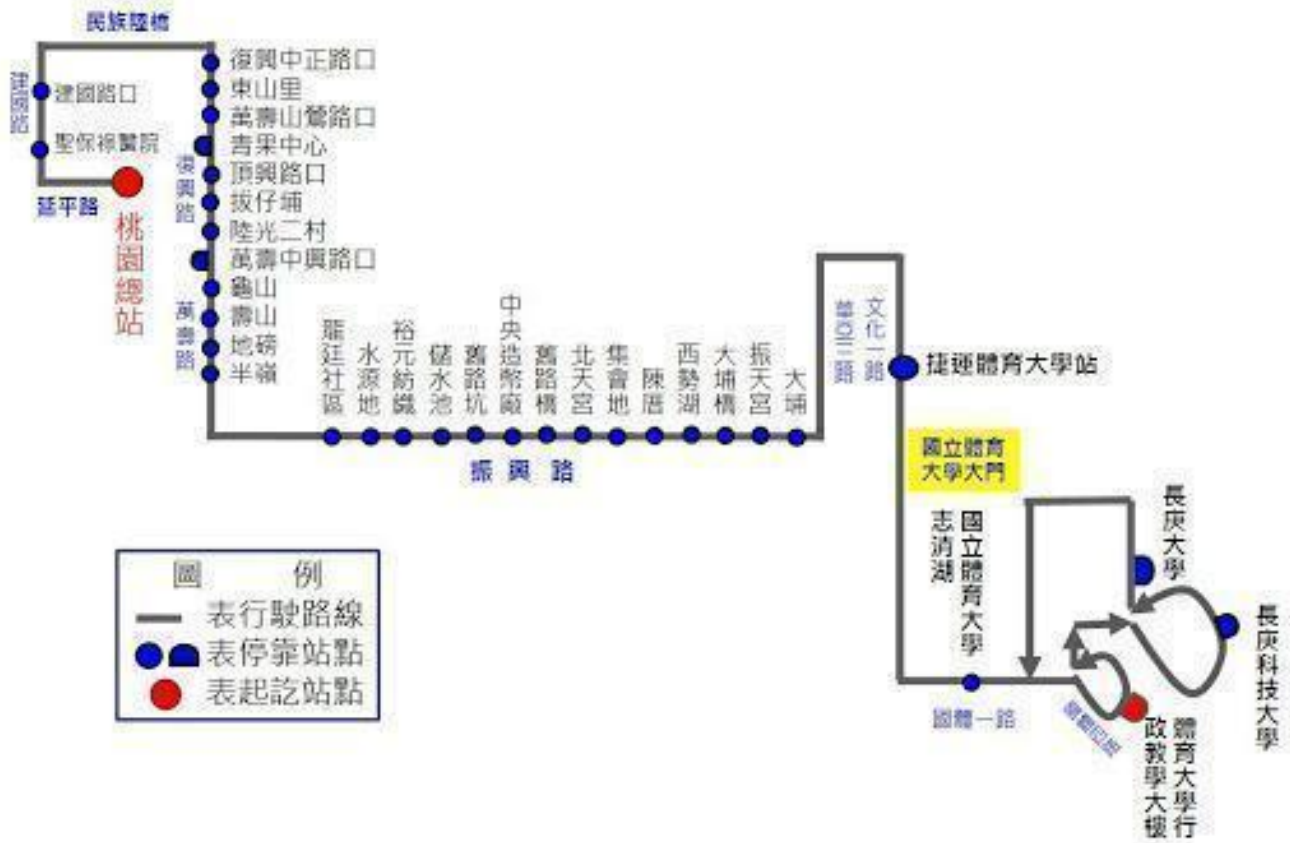 民族陸橋
建國路
建國路口
聖保祿醫院
延平路
桃園總站
復興中正路口
東山里
萬壽山鶯路口
青果中心
頂興路口
拔仔埔
陸光二村
萬壽中興路口
龜山
壽山
地磅
半嶺
復興路
萬壽路
龍廷社區
水源地
裕元紡織
儲水池
舊路坑
中央造幣廠
舊路橋
北天宮
集會地
陳厝
西勢湖
大埔橋
振天宮
大埔
振興路
華亞二路
文化一路
捷運體育大學站
國立體育
大學大門
國立體育大學
志清湖
長庚大學
長庚科技大學
國體一路
體育大學行
政教學大樓
圖 例
表行駛路線
表停靠站點
表起訖站點